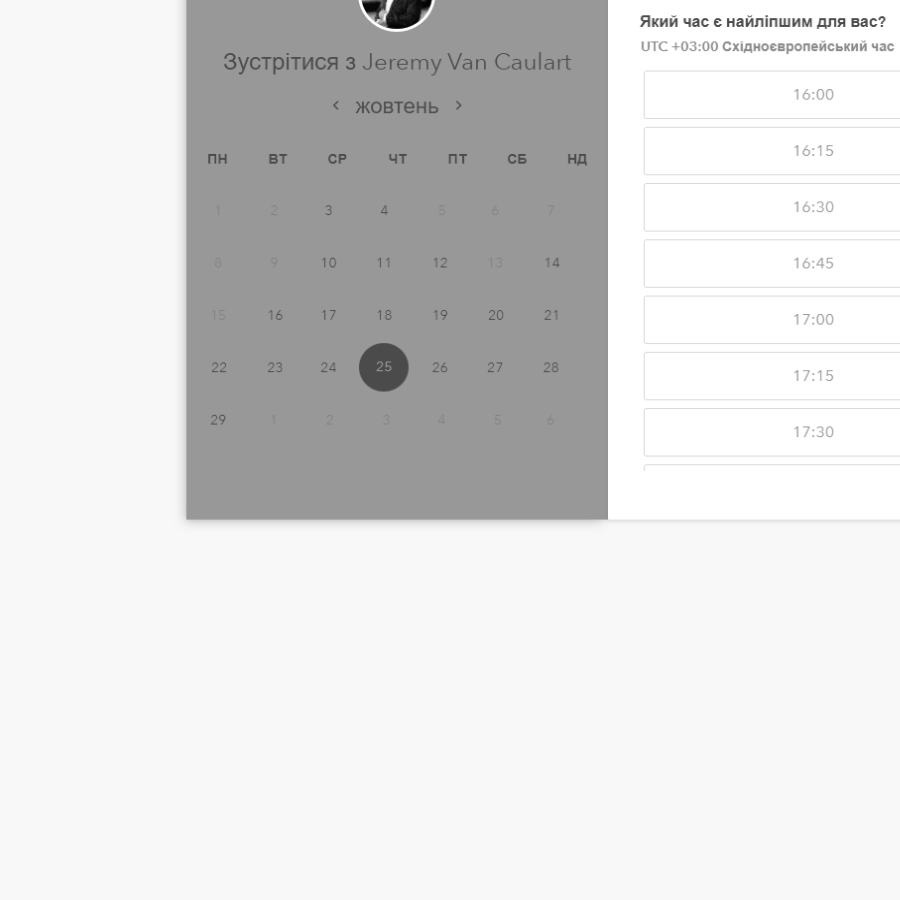 Зустрітися з Jeremy Van Caulart
‹ жовтень ›
ПН ВТ СР ЧТ ПТ СБ НД
1 2 3 4 5 6 7
8 9 10 11 12 13 14
15 16 17 18 19 20 21
22 23 24 25 26 27 28
29 1 2 3 4 5 6
Який час є найліпшим для вас?
UTC +03:00 Східноєвропейський час
16:00
16:15
16:30
16:45
17:00
17:15
17:30